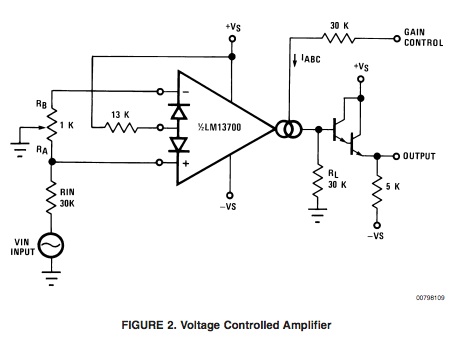 +VS
30 K
GAIN
CONTROL
IABC
+VS
RB
1 K
RA
13 K
−
½LM13700
+
−VS
RL
30 K
OUTPUT
5 K
−VS
RIN
30K
VIN
INPUT
00798109
FIGURE 2. Voltage Controlled Amplifier